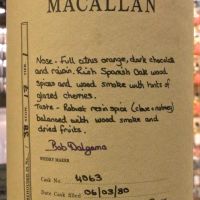 MACALLAN
Nose - Full citrus orange, dark chocolate
and raisin. Rich Spanish Oak wood
spices and wood smoke with hints of
glazed cherries.
Taste - Robust resin spice (clove + nutmeg)
balanced with wood smoke and
dried fruits.
Bob Dalgarno
WHISKY MAKER
Cask No. 4063
Date Cask filled 06/03/80